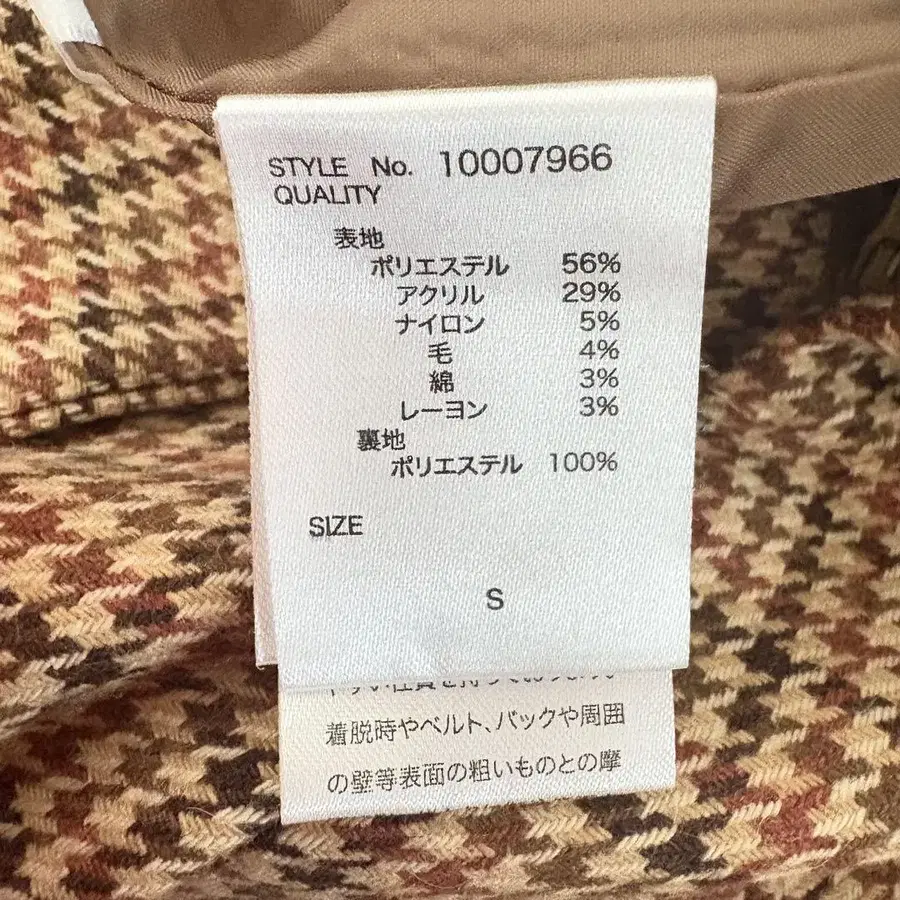 STYLE No. 10007966
QUALITY
表地
ポリエステル 56%
アクリル 29%
ナイロン 5%
毛 4%
綿 3%
レーヨン 3%
裏地
ポリエステル 100%
SIZE
S
着脱時やベルト、バックや周囲
の壁等表面の粗いものとの摩